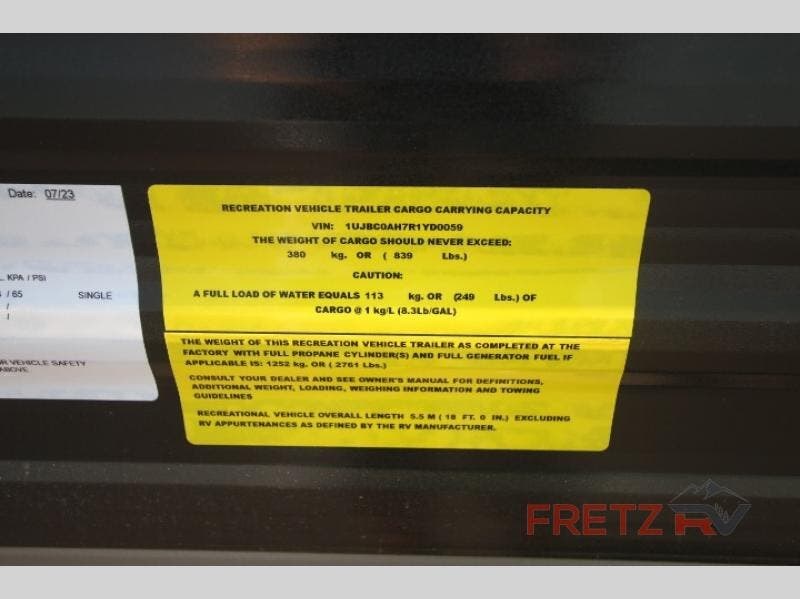 Date: 07/23
KPA / PSI
/ 65 SINGLE
/
/
VEHICLE SAFETY
ABOVE.
RECREATION VEHICLE TRAILER CARGO CARRYING CAPACITY
VIN: 1UJBC0AH7R1YD0059
THE WEIGHT OF CARGO SHOULD NEVER EXCEED:
380 kg. OR ( 839 Lbs.)
CAUTION:
A FULL LOAD OF WATER EQUALS 113 kg. OR (249 Lbs.) OF
CARGO @ 1 kg/L (8.3Lb/GAL)
THE WEIGHT OF THIS RECREATION VEHICLE TRAILER AS COMPLETED AT THE
FACTORY WITH FULL PROPANE CYLINDER(S) AND FULL GENERATOR FUEL IF
APPLICABLE IS: 1252 kg. OR ( 2761 Lbs.)
CONSULT YOUR DEALER AND SEE OWNER'S MANUAL FOR DEFINITIONS,
ADDITIONAL WEIGHT, LOADING, WEIGHING INFORMATION AND TOWING
GUIDELINES
RECREATIONAL VEHICLE OVERALL LENGTH 5.5 M ( 18 FT. 0 IN.) EXCLUDING
RV APPURTENANCES AS DEFINED BY THE RV MANUFACTURER.
FRETZ RV